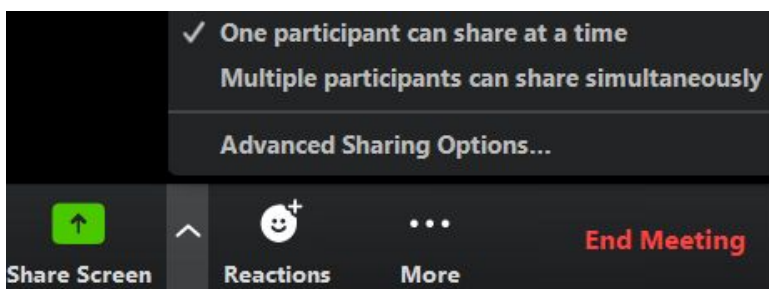 One participant can share at a time
Multiple participants can share simultaneously
Advanced Sharing Options...
Share Screen
Reactions
More
End Meeting